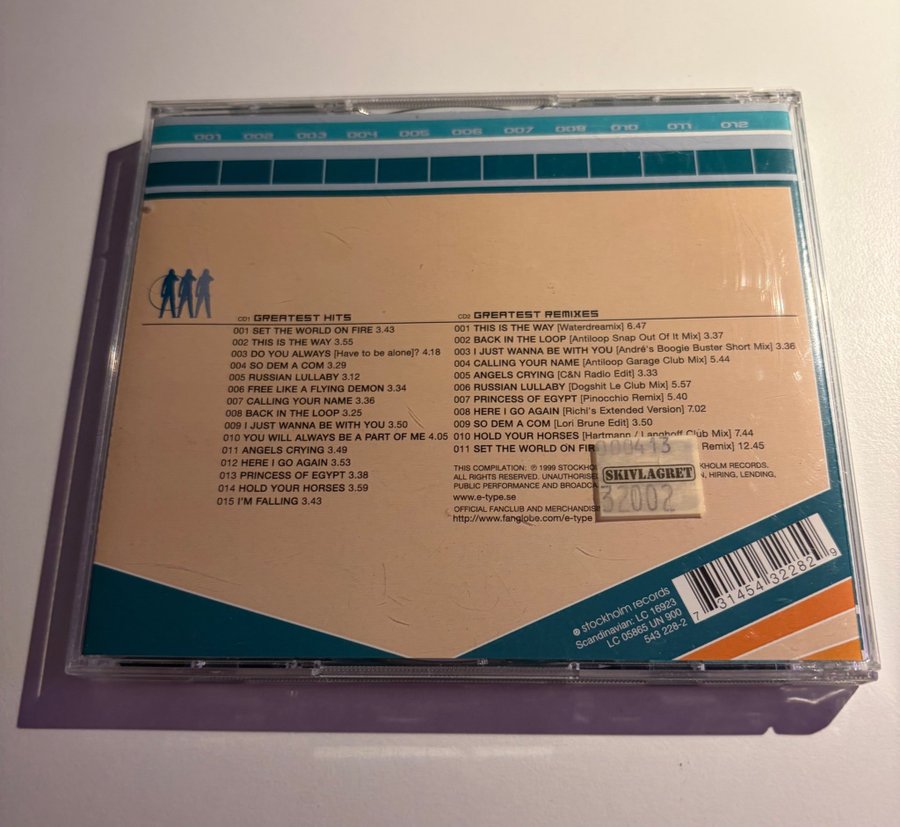 001 002 003 004 005 006 007 008 010 011 012
CD1 GREATEST HITS
001 SET THE WORLD ON FIRE 3.43
002 THIS IS THE WAY 3.55
003 DO YOU ALWAYS [Have to be alone]? 4.18
004 SO DEM A COM 3.29
005 RUSSIAN LULLABY 3.12
006 FREE LIKE A FLYING DEMON 3.34
007 CALLING YOUR NAME 3.36
008 BACK IN THE LOOP 3.25
009 I JUST WANNA BE WITH YOU 3.50
010 YOU WILL ALWAYS BE A PART OF ME 4.05
011 ANGELS CRYING 3.49
012 HERE I GO AGAIN 3.53
013 PRINCESS OF EGYPT 3.38
014 HOLD YOUR HORSES 3.59
015 I'M FALLING 3.43
CD2 GREATEST REMIXES
001 THIS IS THE WAY [Waterdreamix] 6.47
002 BACK IN THE LOOP [Antiloop Snap Out Of It Mix] 3.37
003 I JUST WANNA BE WITH YOU [André's Boogie Buster Short Mix] 3.36
004 CALLING YOUR NAME [Antiloop Garage Club Mix] 5.44
005 ANGELS CRYING [C&N Radio Edit] 3.33
006 RUSSIAN LULLABY [Dogshit Le Club Mix] 5.57
007 PRINCESS OF EGYPT [Pinocchio Remix] 5.40
008 HERE I GO AGAIN [Richi's Extended Version] 7.02
009 SO DEM A COM [Lori Brune Edit] 3.50
010 HOLD YOUR HORSES [Hartmann / Langhoff Club Mix] 7.44
011 SET THE WORLD ON Remix] 12.45
THIS COMPILATION: ℗ 1999 RECORDS.
ALL RIGHTS RESERVED. HIRING, LENDING,
PUBLIC PERFORMANCE AND
www.e-type.se
OFFICIAL FANCLUB AND
http://www.fanglobe.com/e-type
000413
SKIVLAGRET
32002
stockholm records
Scandinavian: LC 16923
LC 05865 UN 900
543 228-2
7 31454 32282 9